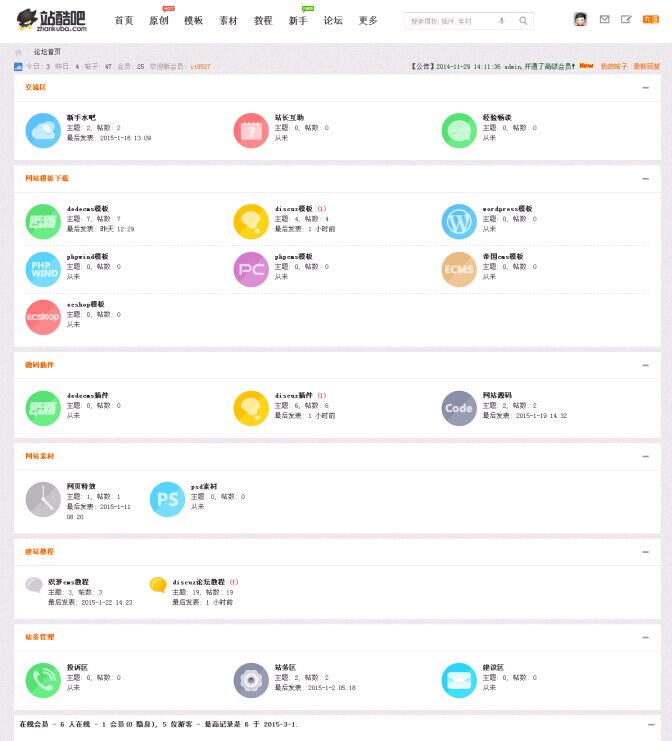 站酷吧
zhankuba.com
首页 原创 HOT 模板 素材 教程 新手 NEW 论坛 更多
搜索模板,插件,素材
充值
论坛首页
今日: 3 昨日: 4 帖子: 47 会员: 25 欢迎新会员: it9527
【公告】2014-11-29 14:11:36 admin,开通了高级会员! New 我的帖子 最新回复
交流区
新手水吧
主题: 2, 帖数: 2
最后发表: 2015-1-16 13:09
站长互助
主题: 0, 帖数: 0
从未
经验畅谈
主题: 0, 帖数: 0
从未
网站模板下载
dedecms模板
主题: 7, 帖数: 7
最后发表: 昨天 12:29
discuz模板 (1)
主题: 4, 帖数: 4
最后发表: 1 小时前
wordpress模板
主题: 0, 帖数: 0
从未
PHP
WIND
phpwind模板
主题: 0, 帖数: 0
从未
PC
phpcms模板
主题: 0, 帖数: 0
从未
ECMS
帝国cms模板
主题: 0, 帖数: 0
从未
ecshop
ecshop模板
主题: 0, 帖数: 0
从未
源码插件
dedecms插件
主题: 0, 帖数: 0
从未
discuz插件 (1)
主题: 6, 帖数: 6
最后发表: 1 小时前
Code
网站源码
主题: 2, 帖数: 2
最后发表: 2015-1-19 14:32
网站素材
网页特效
主题: 1, 帖数: 1
最后发表: 2015-1-11
08:20
PS
psd素材
主题: 0, 帖数: 0
从未
建站教程
织梦cms教程
主题: 3, 帖数: 3
最后发表: 2015-1-22 14:23
discuz论坛教程 (1)
主题: 19, 帖数: 19
最后发表: 1 小时前
站务管理
投诉区
主题: 0, 帖数: 0
从未
站务区
主题: 2, 帖数: 2
最后发表: 2015-1-2 05:18
建议区
主题: 0, 帖数: 0
从未
在线会员 - 6 人在线 - 1 会员(0 隐身), 5 位游客 - 最高记录是 6 于 2015-3-1.